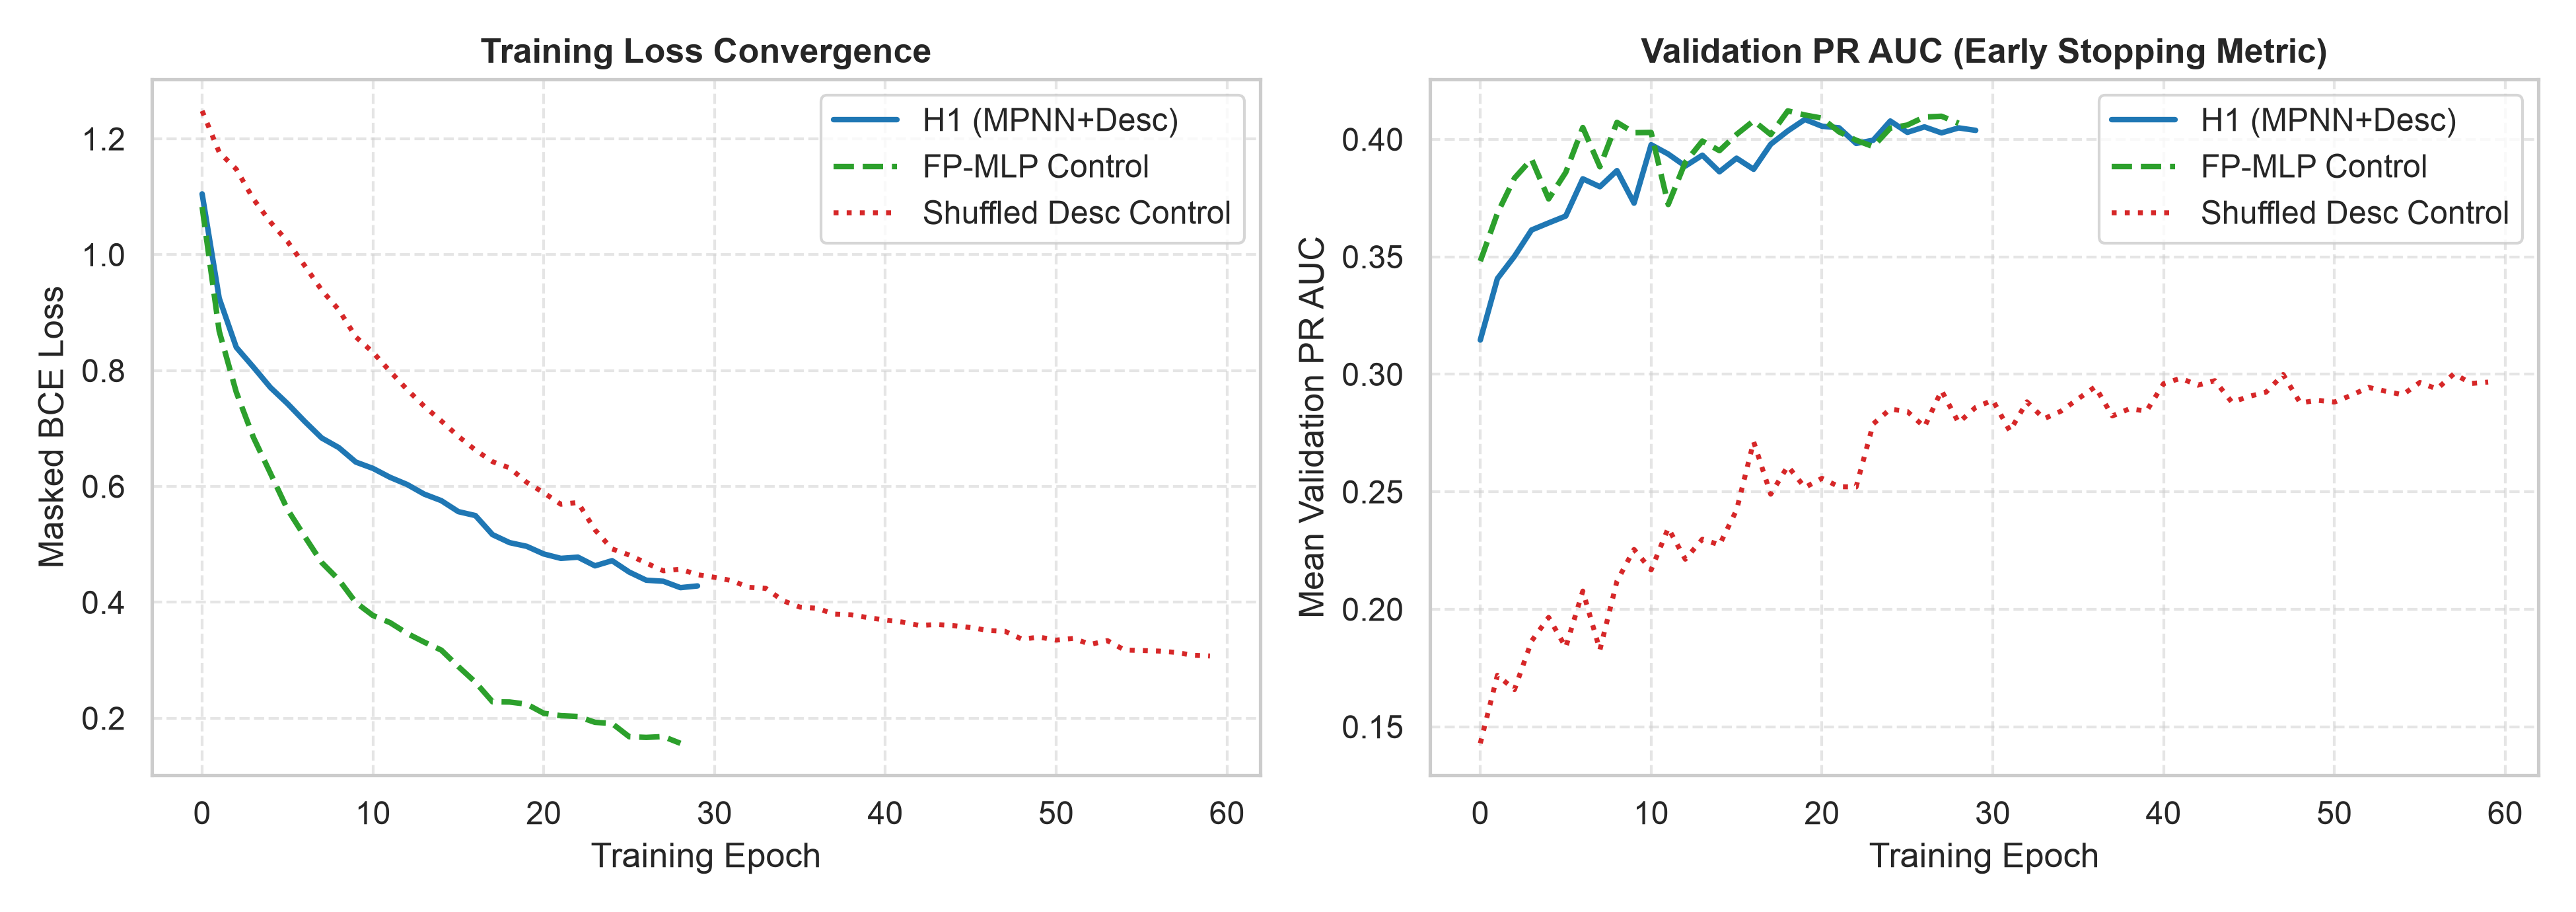 Training Loss Convergence
Masked BCE Loss
1.2
1.0
0.8
0.6
0.4
0.2
0
10
20
30
40
50
60
Training Epoch
H1 (MPNN+Desc)
FP-MLP Control
Shuffled Desc Control
Validation PR AUC (Early Stopping Metric)
Mean Validation PR AUC
0.40
0.35
0.30
0.25
0.20
0.15
0
10
20
30
40
50
60
Training Epoch
H1 (MPNN+Desc)
FP-MLP Control
Shuffled Desc Control